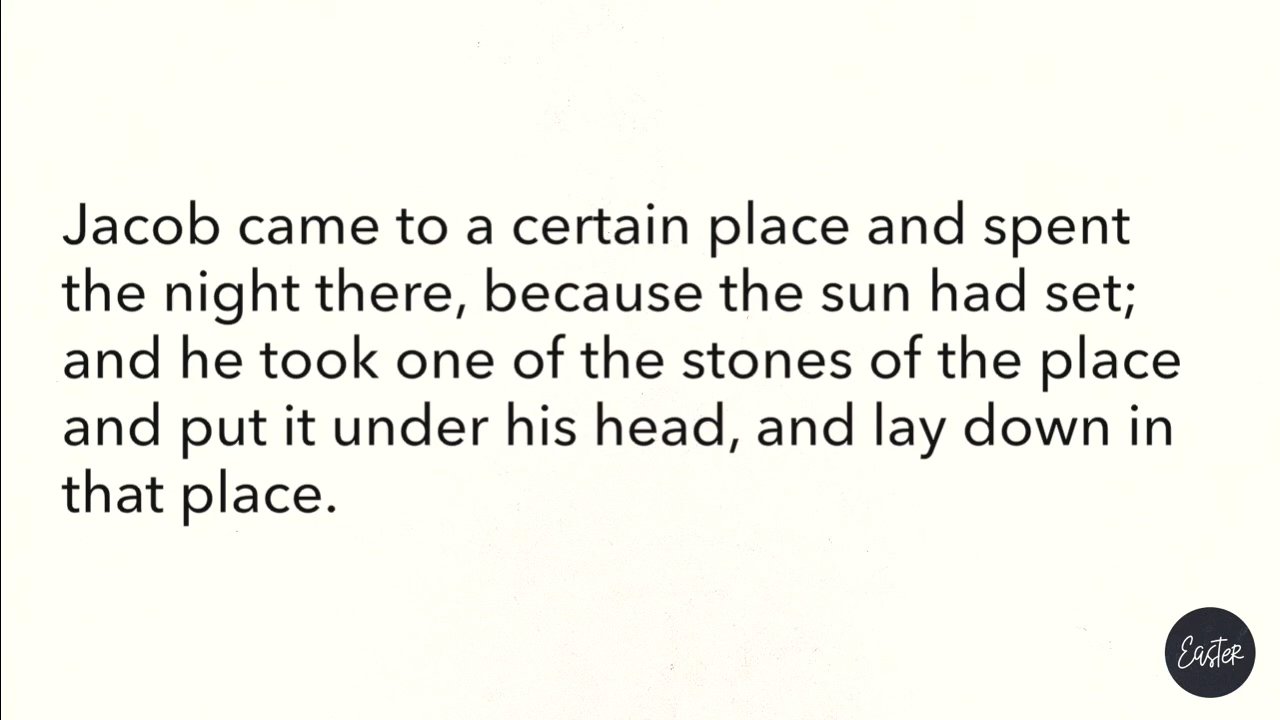 Jacob came to a certain place and spent
the night there, because the sun had set;
and he took one of the stones of the place
and put it under his head, and lay down in
that place.
Easter